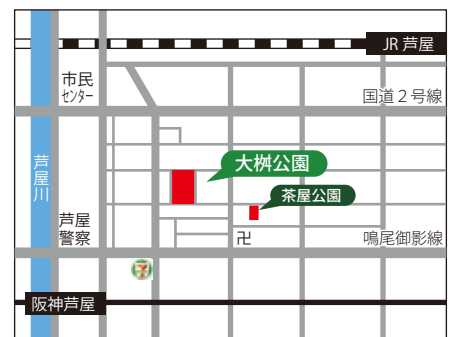 JR 芦屋
市民
センター
国道２号線
大桝公園
芦屋川
茶屋公園
芦屋
警察
卍
鳴尾御影線
7
阪神芦屋